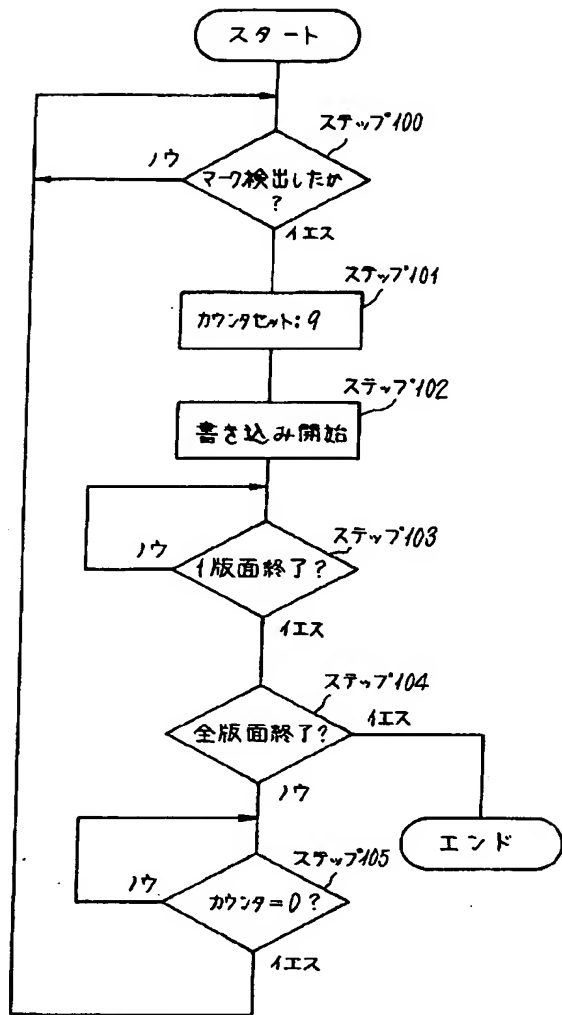 スタート
ステップ100
ノウ
マーク検出したか
?
イエス
ステップ101
カウンタセット:9
ステップ102
書き込み開始
ステップ103
ノウ
1版面終了?
イエス
ステップ104
イエス
全版面終了?
ノウ
エンド
ステップ105
ノウ
カウンタ=0?
イエス